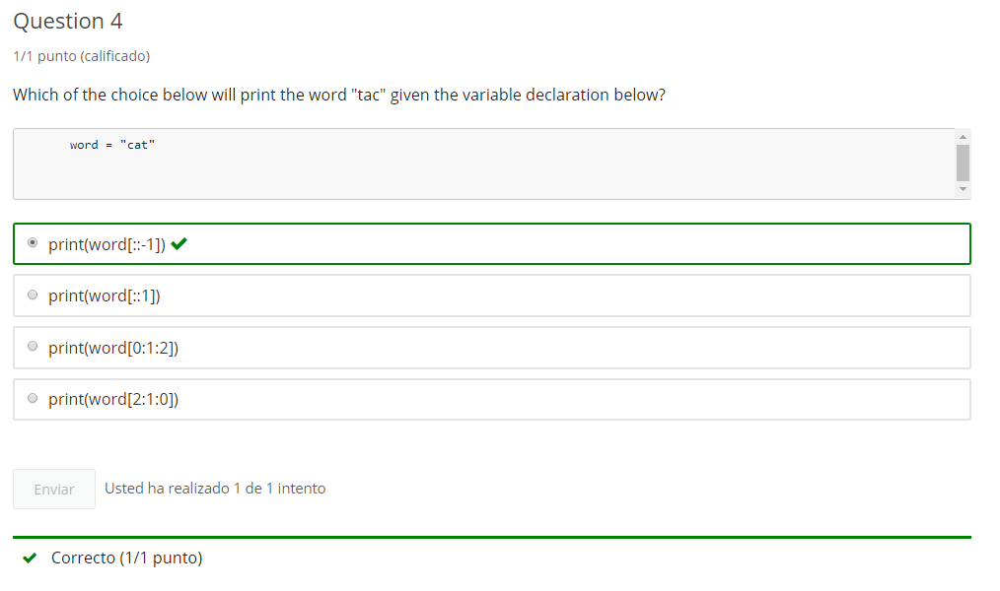 Question 4
1/1 punto (calificado)
Which of the choice below will print the word "tac" given the variable declaration below?
word = "cat"
print(word[::-1])
print(word[::1])
print(word[0:1:2])
print(word[2:1:0])
Enviar
Usted ha realizado 1 de 1 intento
Correcto (1/1 punto)